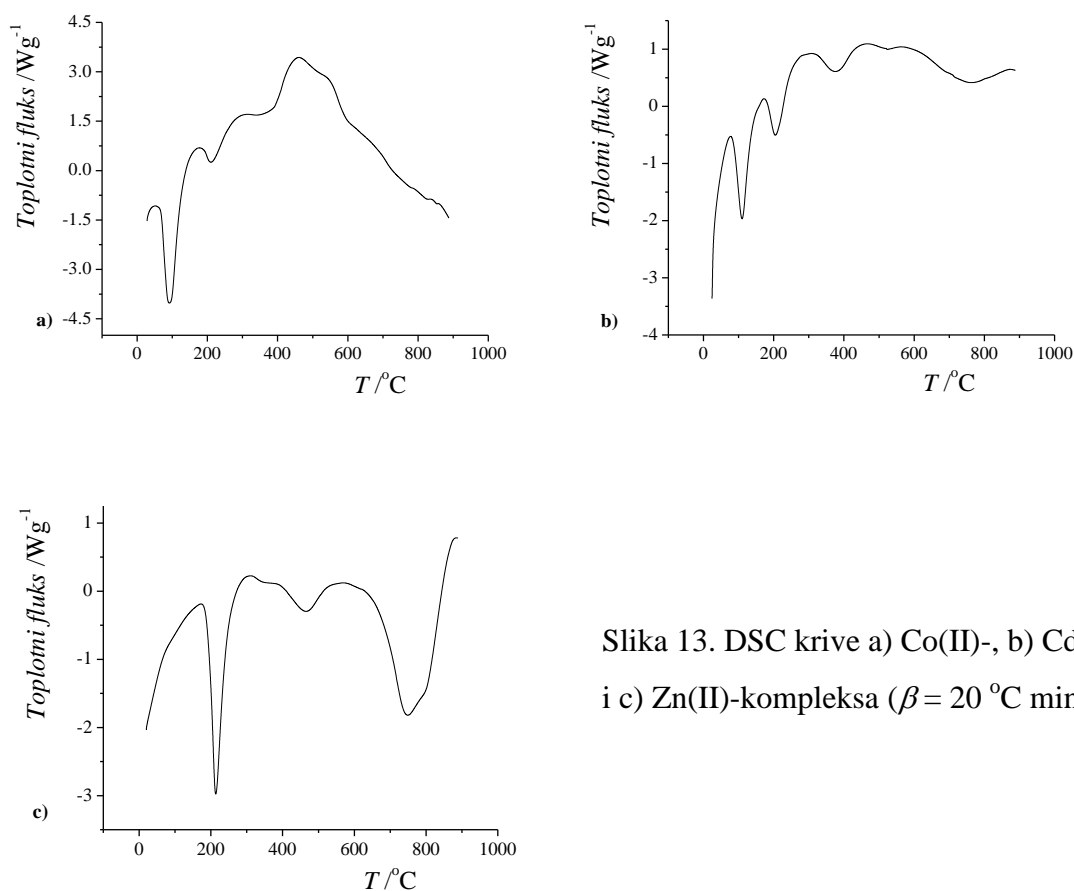 Toplotni fluks /Wg⁻¹
4.5
3.0
1.5
0.0
-1.5
-3.0
-4.5
a)
0 200 400 600 800 1000
T /°C
Toplotni fluks /Wg⁻¹
1
0
-1
-2
-3
-4
b)
0 200 400 600 800 1000
T /°C
Toplotni fluks /Wg⁻¹
1
0
-1
-2
-3
c)
0 200 400 600 800 1000
T /°C
Slika 13. DSC krive a) Co(II)-, b) Cd
i c) Zn(II)-kompleksa (β = 20 °C min